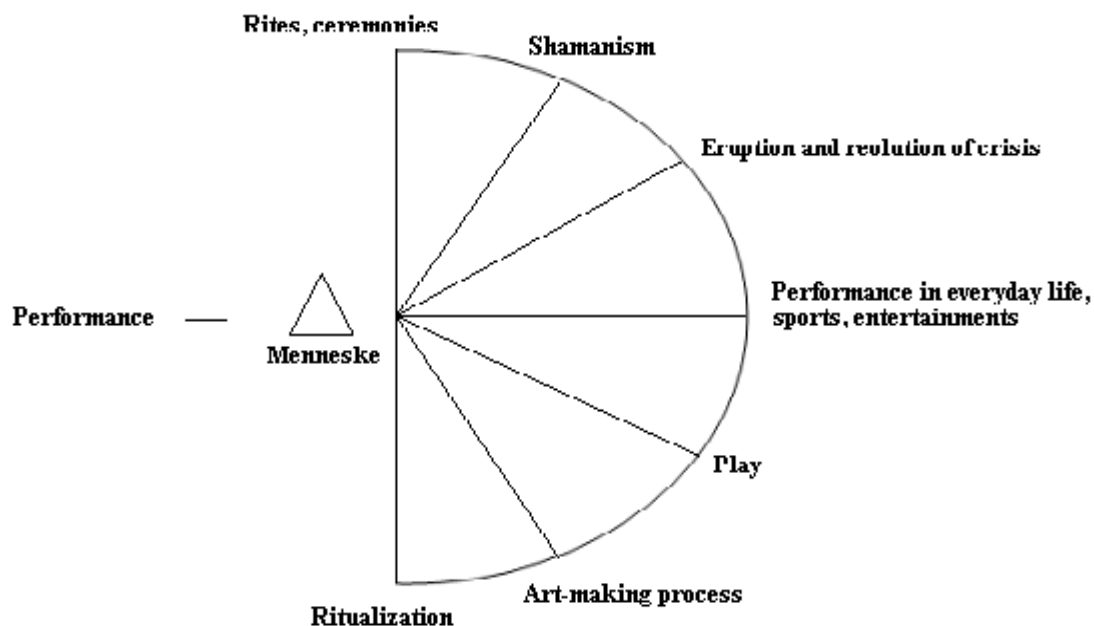 Rites, ceremonies
Shamanism
Eruption and reolution of crisis
Performance in everyday life,
sports, entertainments
Performance
Menneske
Play
Art-making process
Ritualization